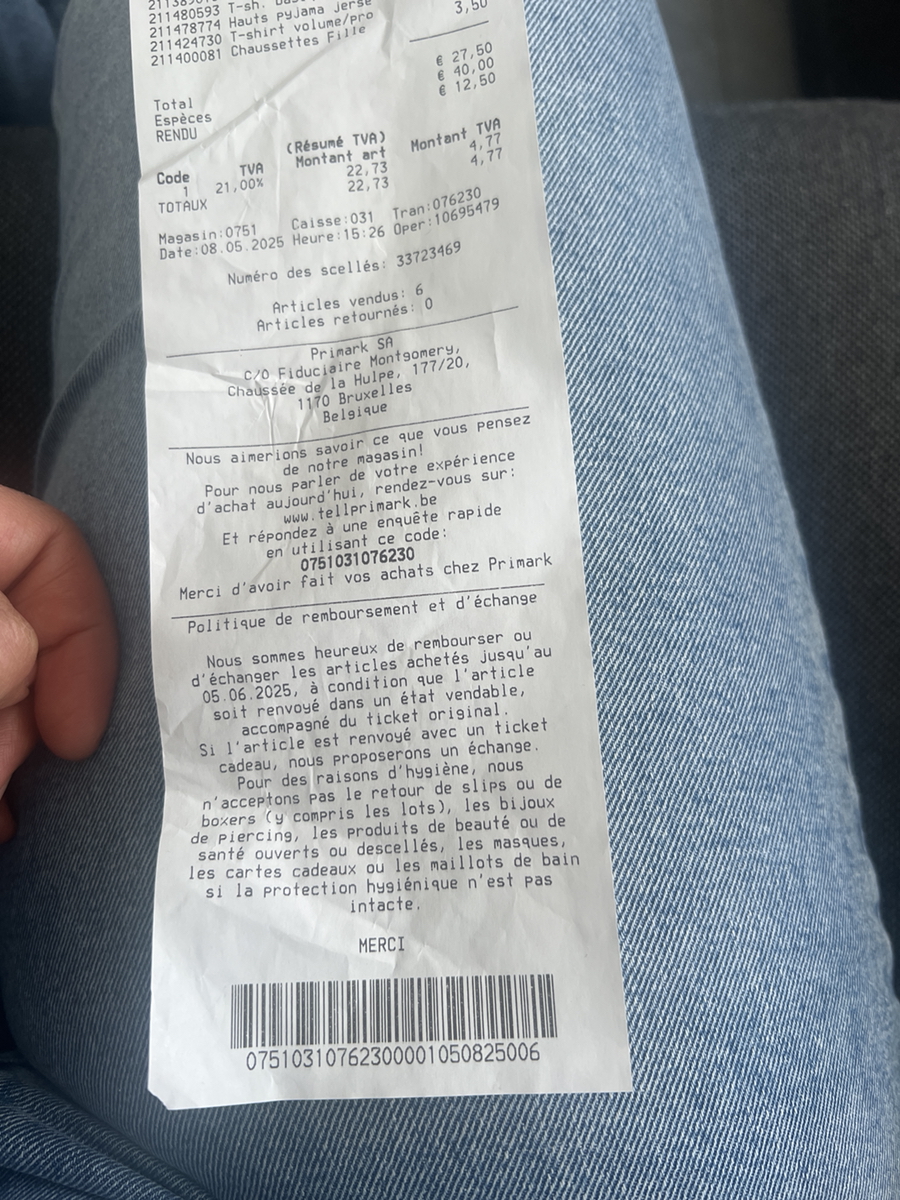 211480593 T-sh.
211478774 Hauts pyjama jerse
211424730 T-shirt volume/pro
211400081 Chaussettes Fille 3,50
Total € 27,50
Espèces € 40,00
RENDU € 12,50
(Résumé TVA)
Code TVA Montant art Montant TVA
1 21,00% 22,73 4,77
TOTAUX 22,73 4,77
Magasin:0751 Caisse:031 Tran:076230
Date:08.05.2025 Heure:15:26 Oper:10695479
Numéro des scellés: 33723469
Articles vendus: 6
Articles retournés: 0
Primark SA
C/O Fiduciaire Montgomery,
Chaussée de la Hulpe, 177/20,
1170 Bruxelles
Belgique
Nous aimerions savoir ce que vous pensez
de notre magasin!
Pour nous parler de votre expérience
d'achat aujourd'hui, rendez-vous sur:
www.tellprimark.be
Et répondez à une enquête rapide
en utilisant ce code:
0751031076230
Merci d'avoir fait vos achats chez Primark
Politique de remboursement et d'échange
Nous sommes heureux de rembourser ou
d'échanger les articles achetés jusqu'au
05.06.2025, à condition que l'article
soit renvoyé dans un état vendable,
accompagné du ticket original.
Si l'article est renvoyé avec un ticket
cadeau, nous proposerons un échange.
Pour des raisons d'hygiène, nous
n'acceptons pas le retour de slips ou de
boxers (y compris les lots), les bijoux
de piercing, les produits de beauté ou de
santé ouverts ou descellés, les masques,
les cartes cadeaux ou les maillots de bain
si la protection hygiénique n'est pas
intacte.
MERCI
07510310762300001050825006